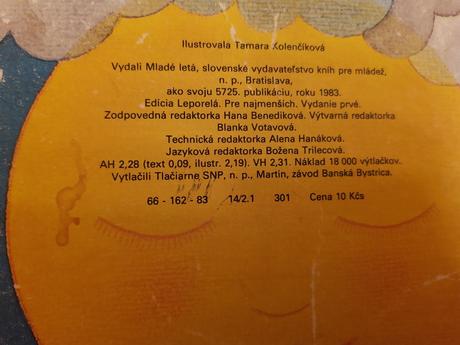 Ilustrovala Tamara Kolenčíková
Vydali Mladé letá, slovenské vydavateľstvo kníh pre mládež,
n. p., Bratislava,
ako svoju 5725. publikáciu, roku 1983.
Edícia Leporelá. Pre najmenších. Vydanie prvé.
Zodpovedná redaktorka Hana Benediková. Výtvarná redaktorka
Blanka Votavová.
Technická redaktorka Alena Hanáková.
Jazyková redaktorka Božena Trilecová.
AH 2,28 (text 0,09, ilustr. 2,19). VH 2,31. Náklad 18 000 výtlačkov.
Vytlačili Tlačiarne SNP, n. p., Martin, závod Banská Bystrica.
66 - 162 - 83 14/2.1 301 Cena 10 Kčs